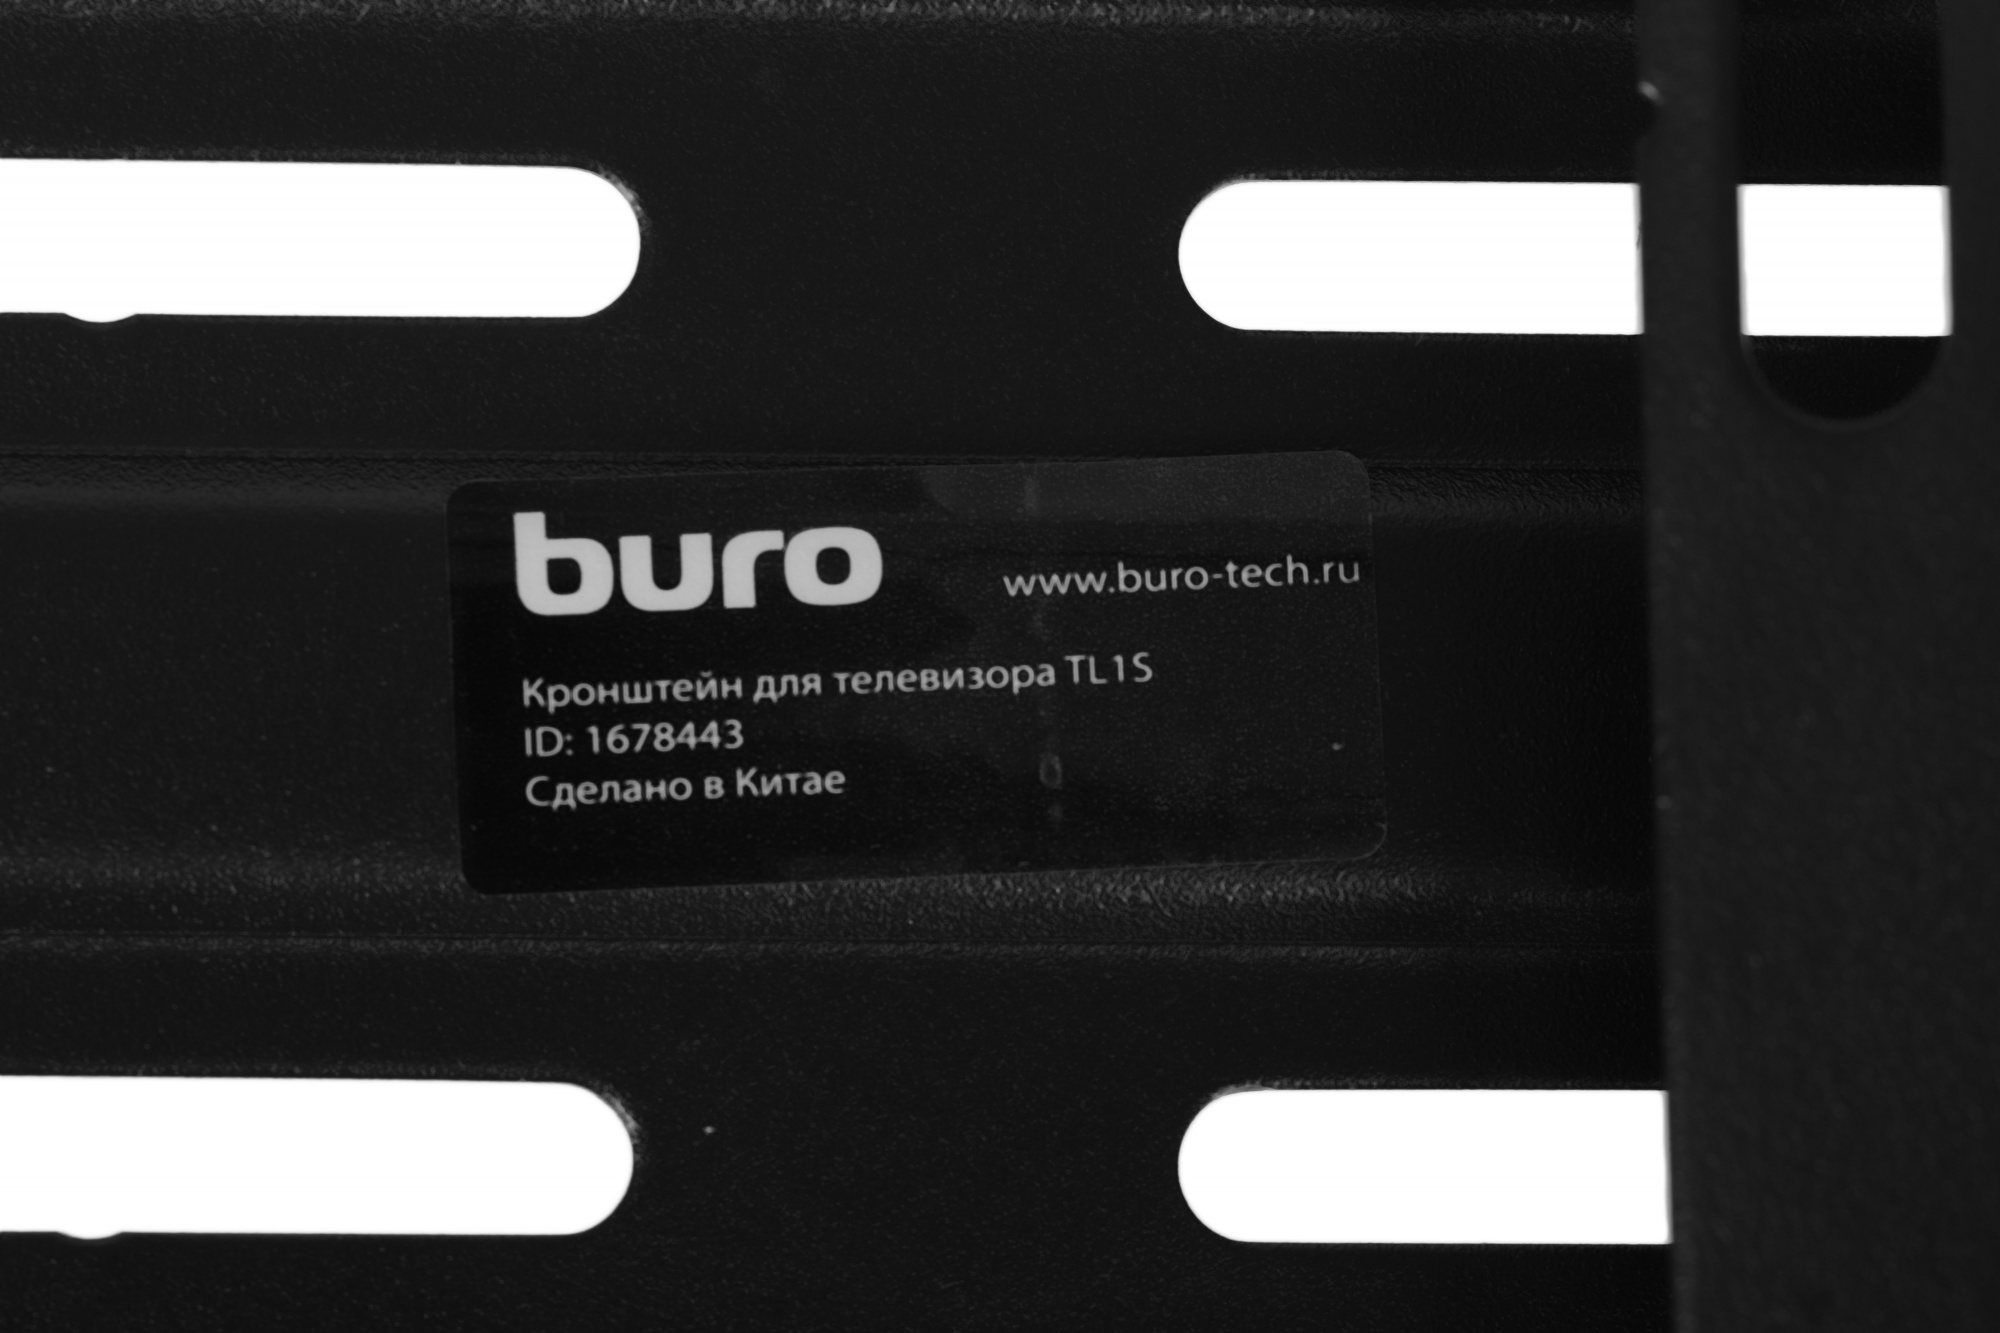 buro
www.buro-tech.ru
Кронштейн для телевизора TL1S
ID: 1678443
Сделано в Китае